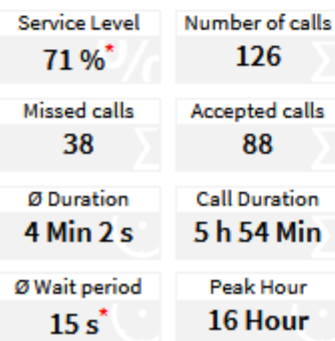 Service Level Number of calls
71 %* 126
Missed calls Accepted calls
38 88
Ø Duration Call Duration
4 Min 2 s 5 h 54 Min
Ø Wait period Peak Hour
15 s* 16 Hour